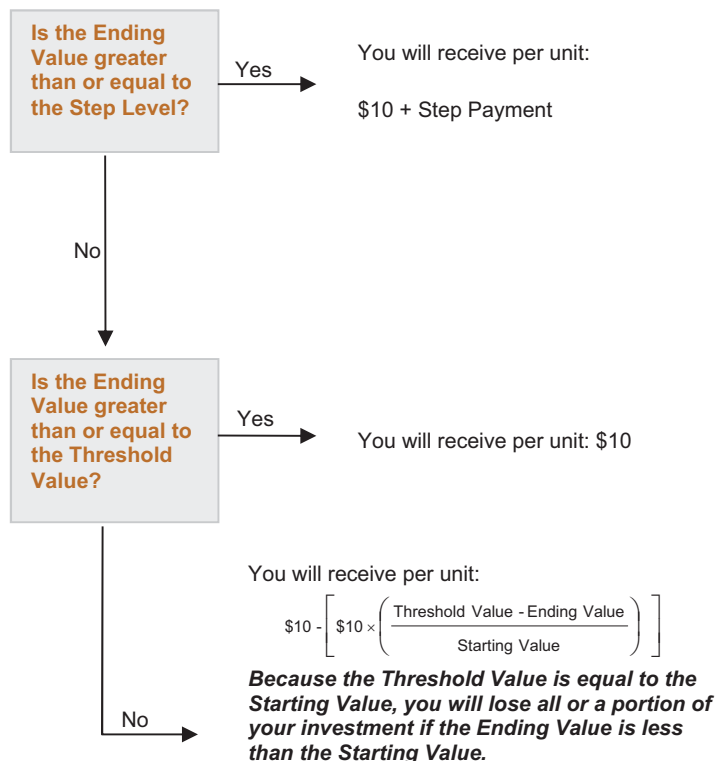 Is the Ending
Value greater
than or equal to
the Step Level?
Yes
You will receive per unit:
$10 + Step Payment
No
Is the Ending
Value greater
than or equal to
the Threshold
Value?
Yes
You will receive per unit: $10
No
You will receive per unit:
$10 - [ $10 × ( Threshold Value - Ending Value / Starting Value ) ]
Because the Threshold Value is equal to the
Starting Value, you will lose all or a portion of
your investment if the Ending Value is less
than the Starting Value.